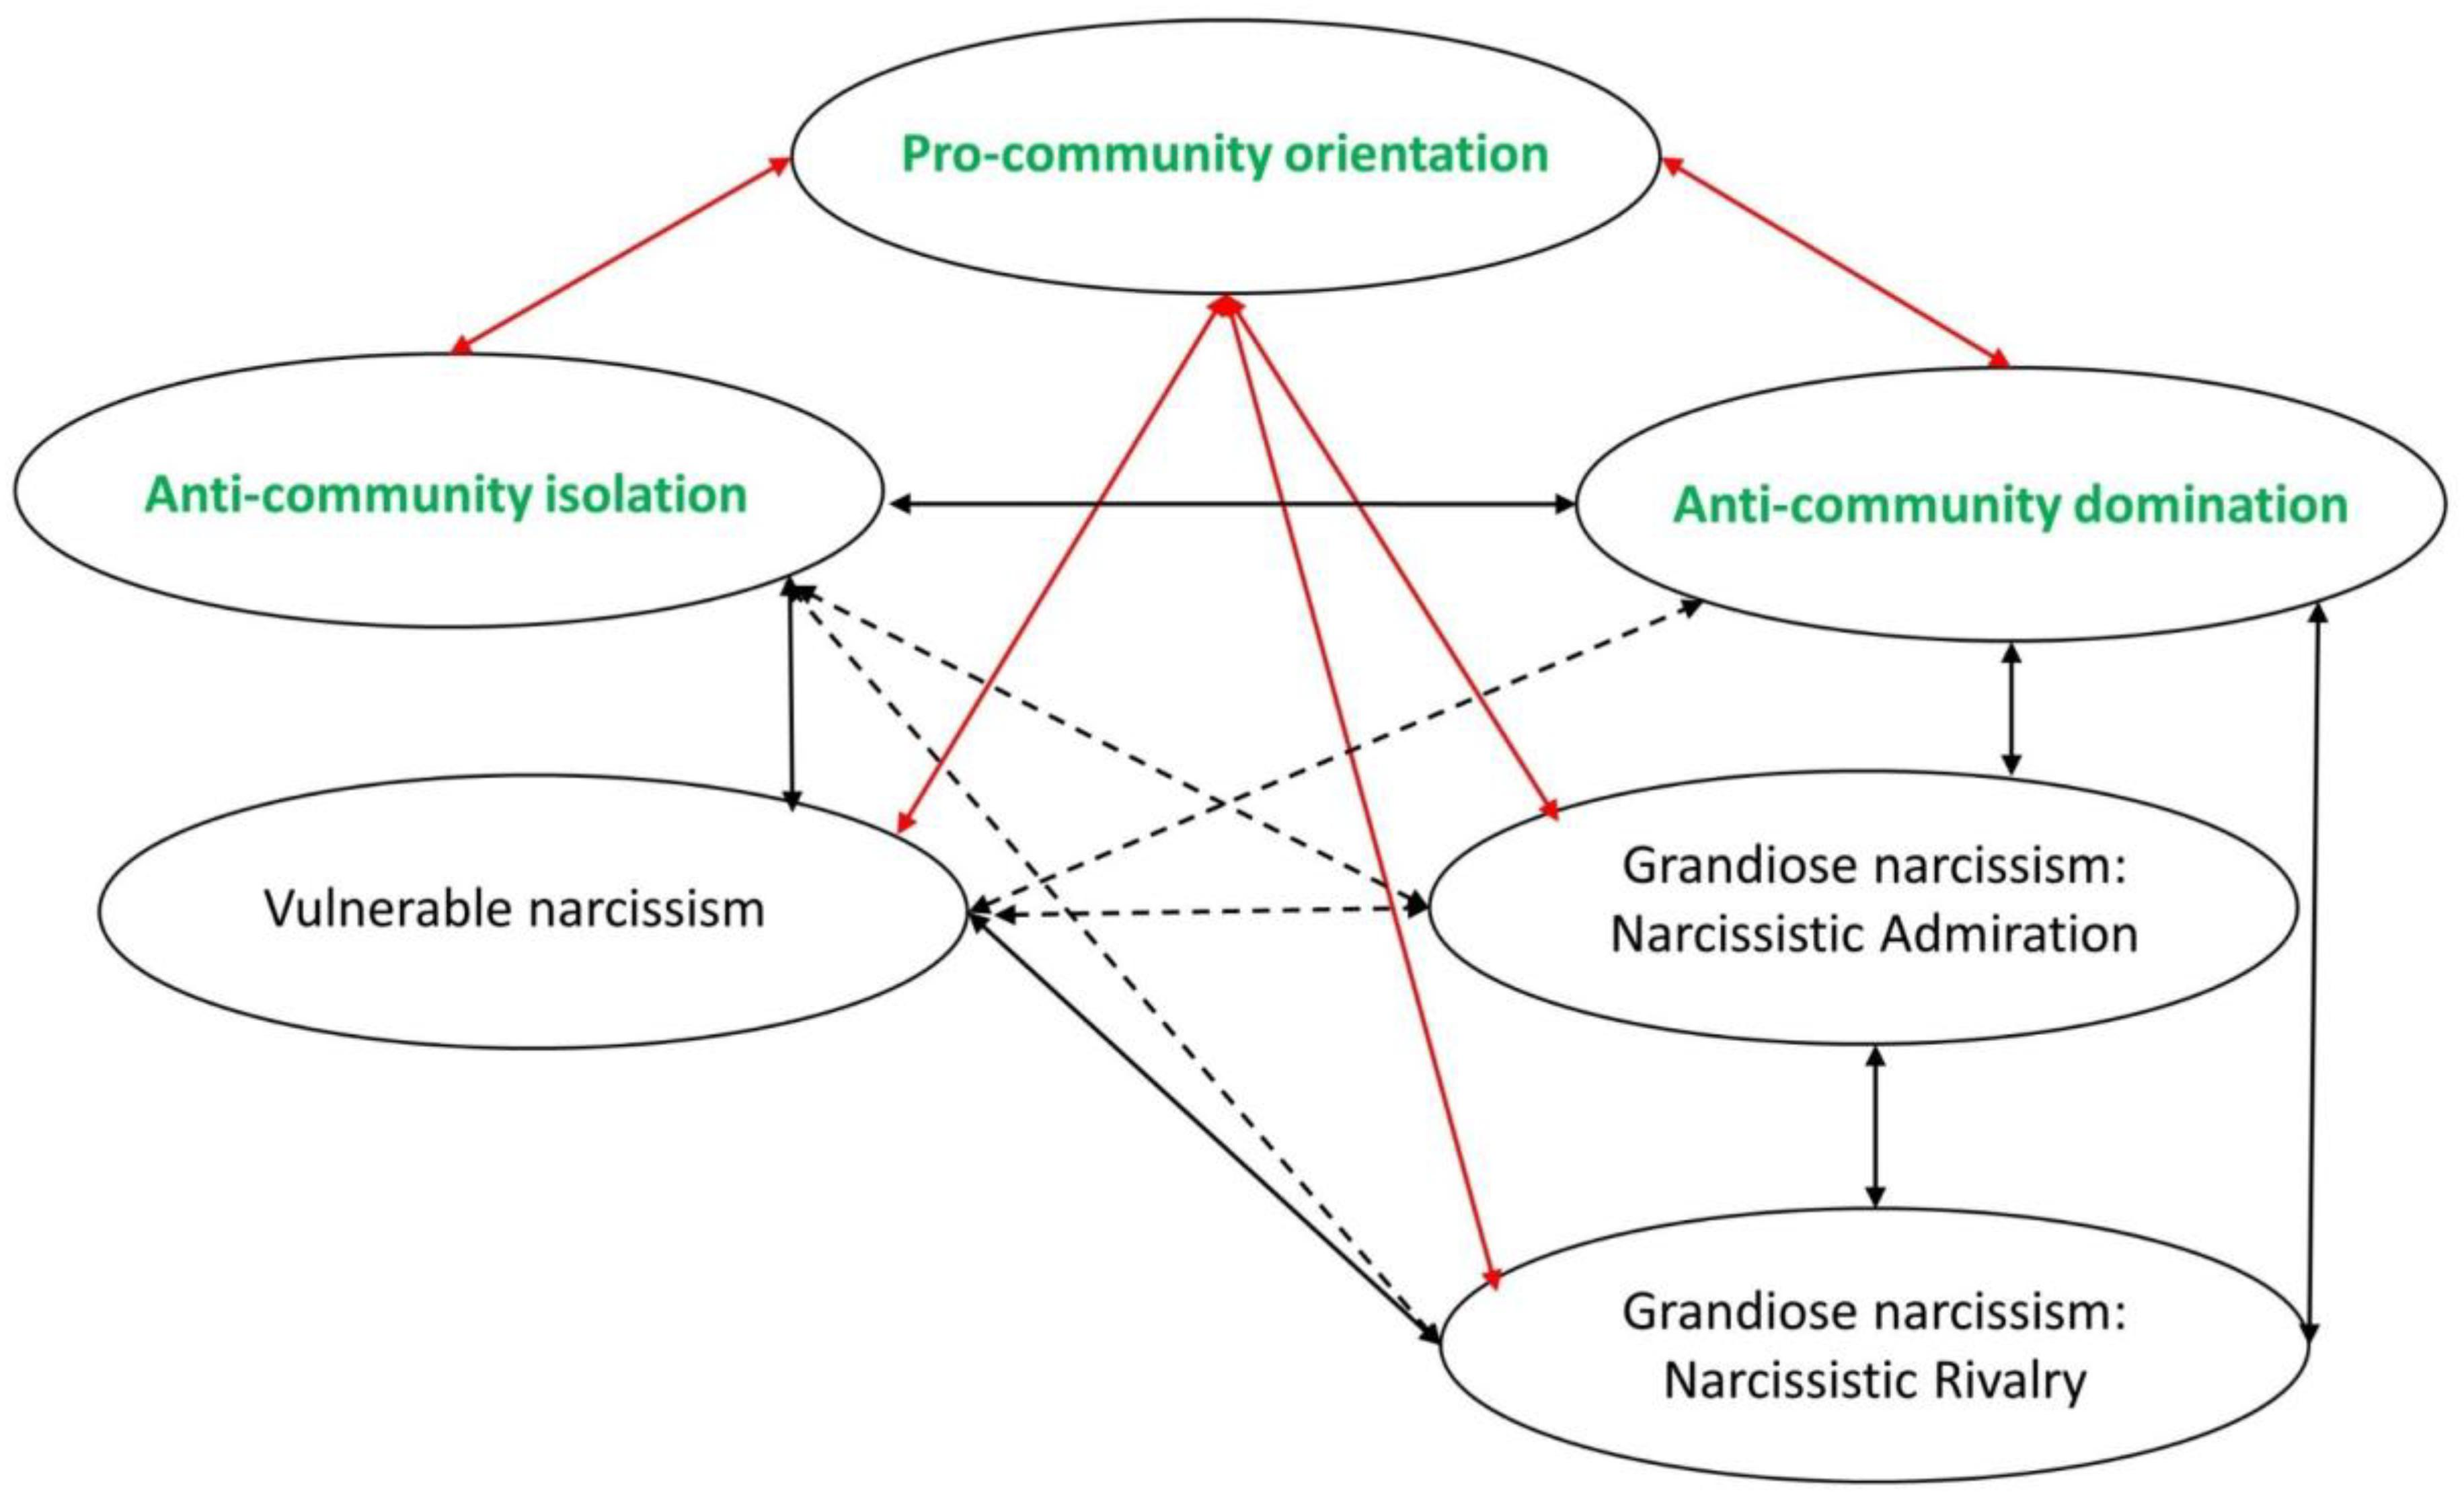 Pro-community orientation
Anti-community isolation
Anti-community domination
Vulnerable narcissism
Grandiose narcissism:
Narcissistic Admiration
Grandiose narcissism:
Narcissistic Rivalry